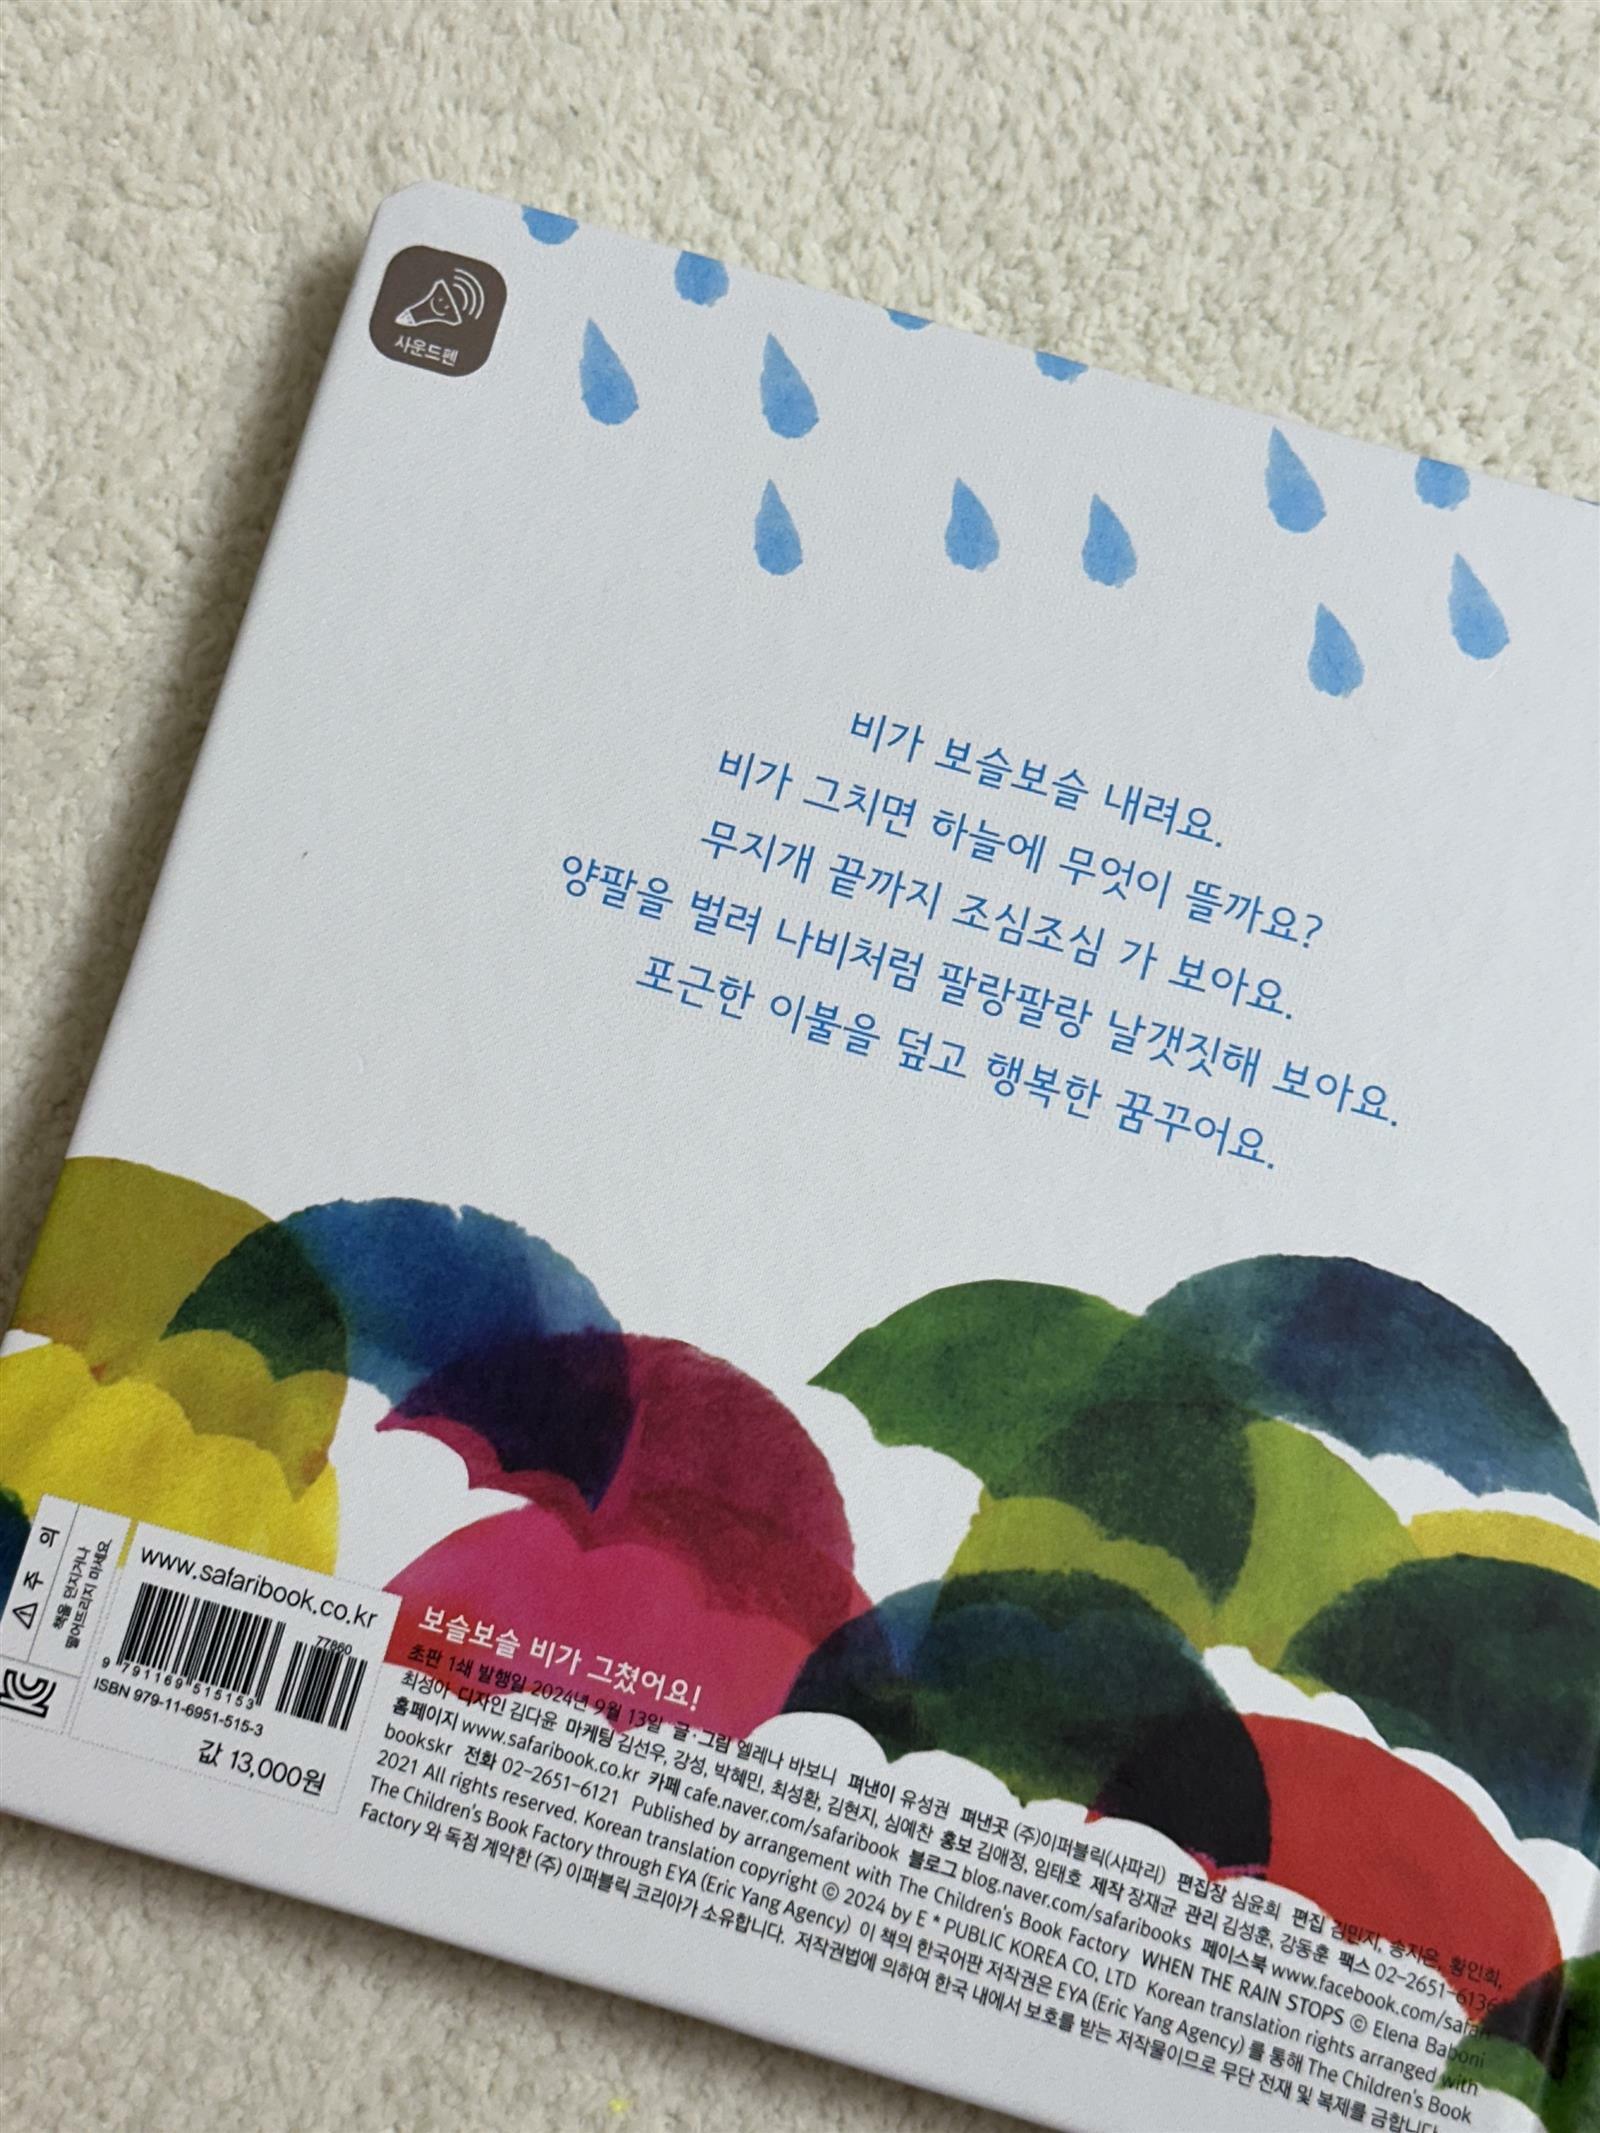 사운드펜
비가 보슬보슬 내려요.
비가 그치면 하늘에 무엇이 뜰까요?
무지개 끝까지 조심조심 가 보아요.
양팔을 벌려 나비처럼 팔랑팔랑 날갯짓해 보아요.
포근한 이불을 덮고 행복한 꿈꾸어요.
주 의
책을 던지거나
떨어뜨리지 마세요.
www.safaribook.co.kr
77860
9 791169 515153
ISBN 979-11-6951-515-3
값 13,000원
보슬보슬 비가 그쳤어요!
초판 1쇄 발행일 2024년 9월 13일 글·그림 엘레나 바보니 펴낸이 유성권 펴낸곳 (주)이퍼블릭(사파리) 편집장 심윤희 편집 김민지, 송지은, 황인희,
최성아 디자인 김다윤 마케팅 김선우, 강성, 박혜민, 최성환, 김현지, 심예찬 홍보 김애정, 임태호 제작 장재균 관리 김성훈, 강동훈 팩스 02-2651-6136
홈페이지 www.safaribook.co.kr 카페 cafe.naver.com/safaribook 블로그 blog.naver.com/safaribooks 페이스북 www.facebook.com/safari
bookskr 전화 02-2651-6121 Published by arrangement with The Children's Book Factory WHEN THE RAIN STOPS © Elena Baboni
2021 All rights reserved. Korean translation copyright © 2024 by E * PUBLIC KOREA CO, LTD Korean translation rights arranged with
The Children's Book Factory through EYA (Eric Yang Agency) 이 책의 한국어판 저작권은 EYA (Eric Yang Agency) 를 통해 The Children's Book
Factory 와 독점 계약한 (주) 이퍼블릭 코리아가 소유합니다. 저작권법에 의하여 한국 내에서 보호를 받는 저작물이므로 무단 전재 및 복제를 금합니다.